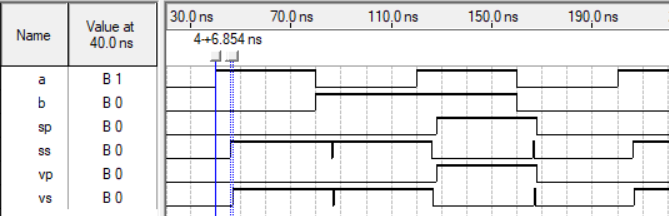 Name Value at 40.0 ns 30.0 ns 70.0 ns 110.0 ns 150.0 ns 190.0 ns
4→6.854 ns
a B 1
b B 0
sp B 0
ss B 0
vp B 0
vs B 0